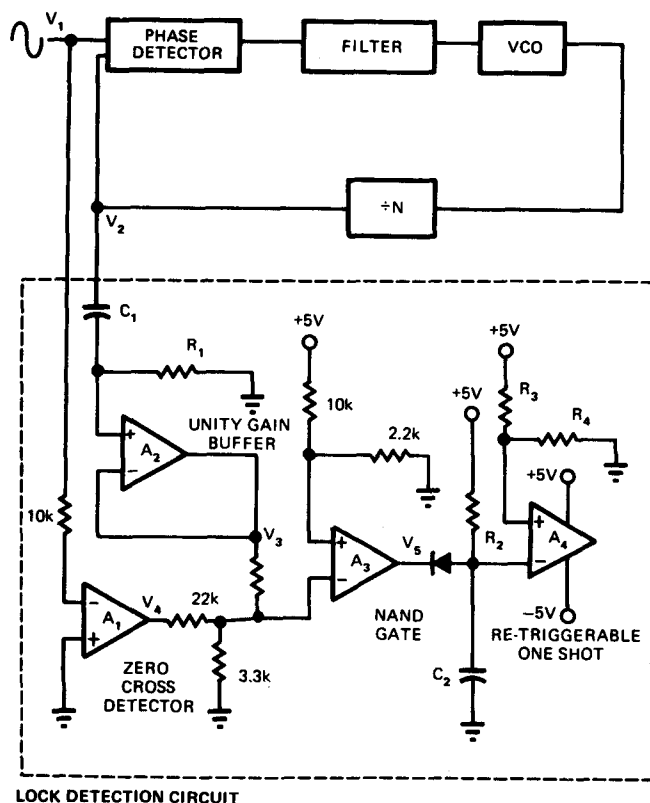 V1
PHASE
DETECTOR
FILTER
VCO
÷N
V2
C1
R1
+5V
+5V
+5V
R3
R4
10k
2.2k
UNITY GAIN
BUFFER
+
−
A2
10k
V3
+
−
A3
V5
R2
+5V
+
−
A4
−5V
NAND
GATE
RE-TRIGGERABLE
ONE SHOT
−
+
A1
V4
22k
3.3k
ZERO
CROSS
DETECTOR
C2
LOCK DETECTION CIRCUIT